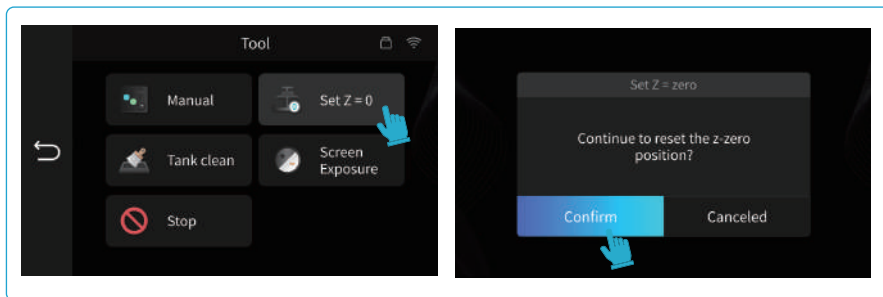 Tool
Manual
Set Z = 0
Tank clean
Screen
Exposure
Stop
Set Z = zero
Continue to reset the z-zero
position?
Confirm
Canceled